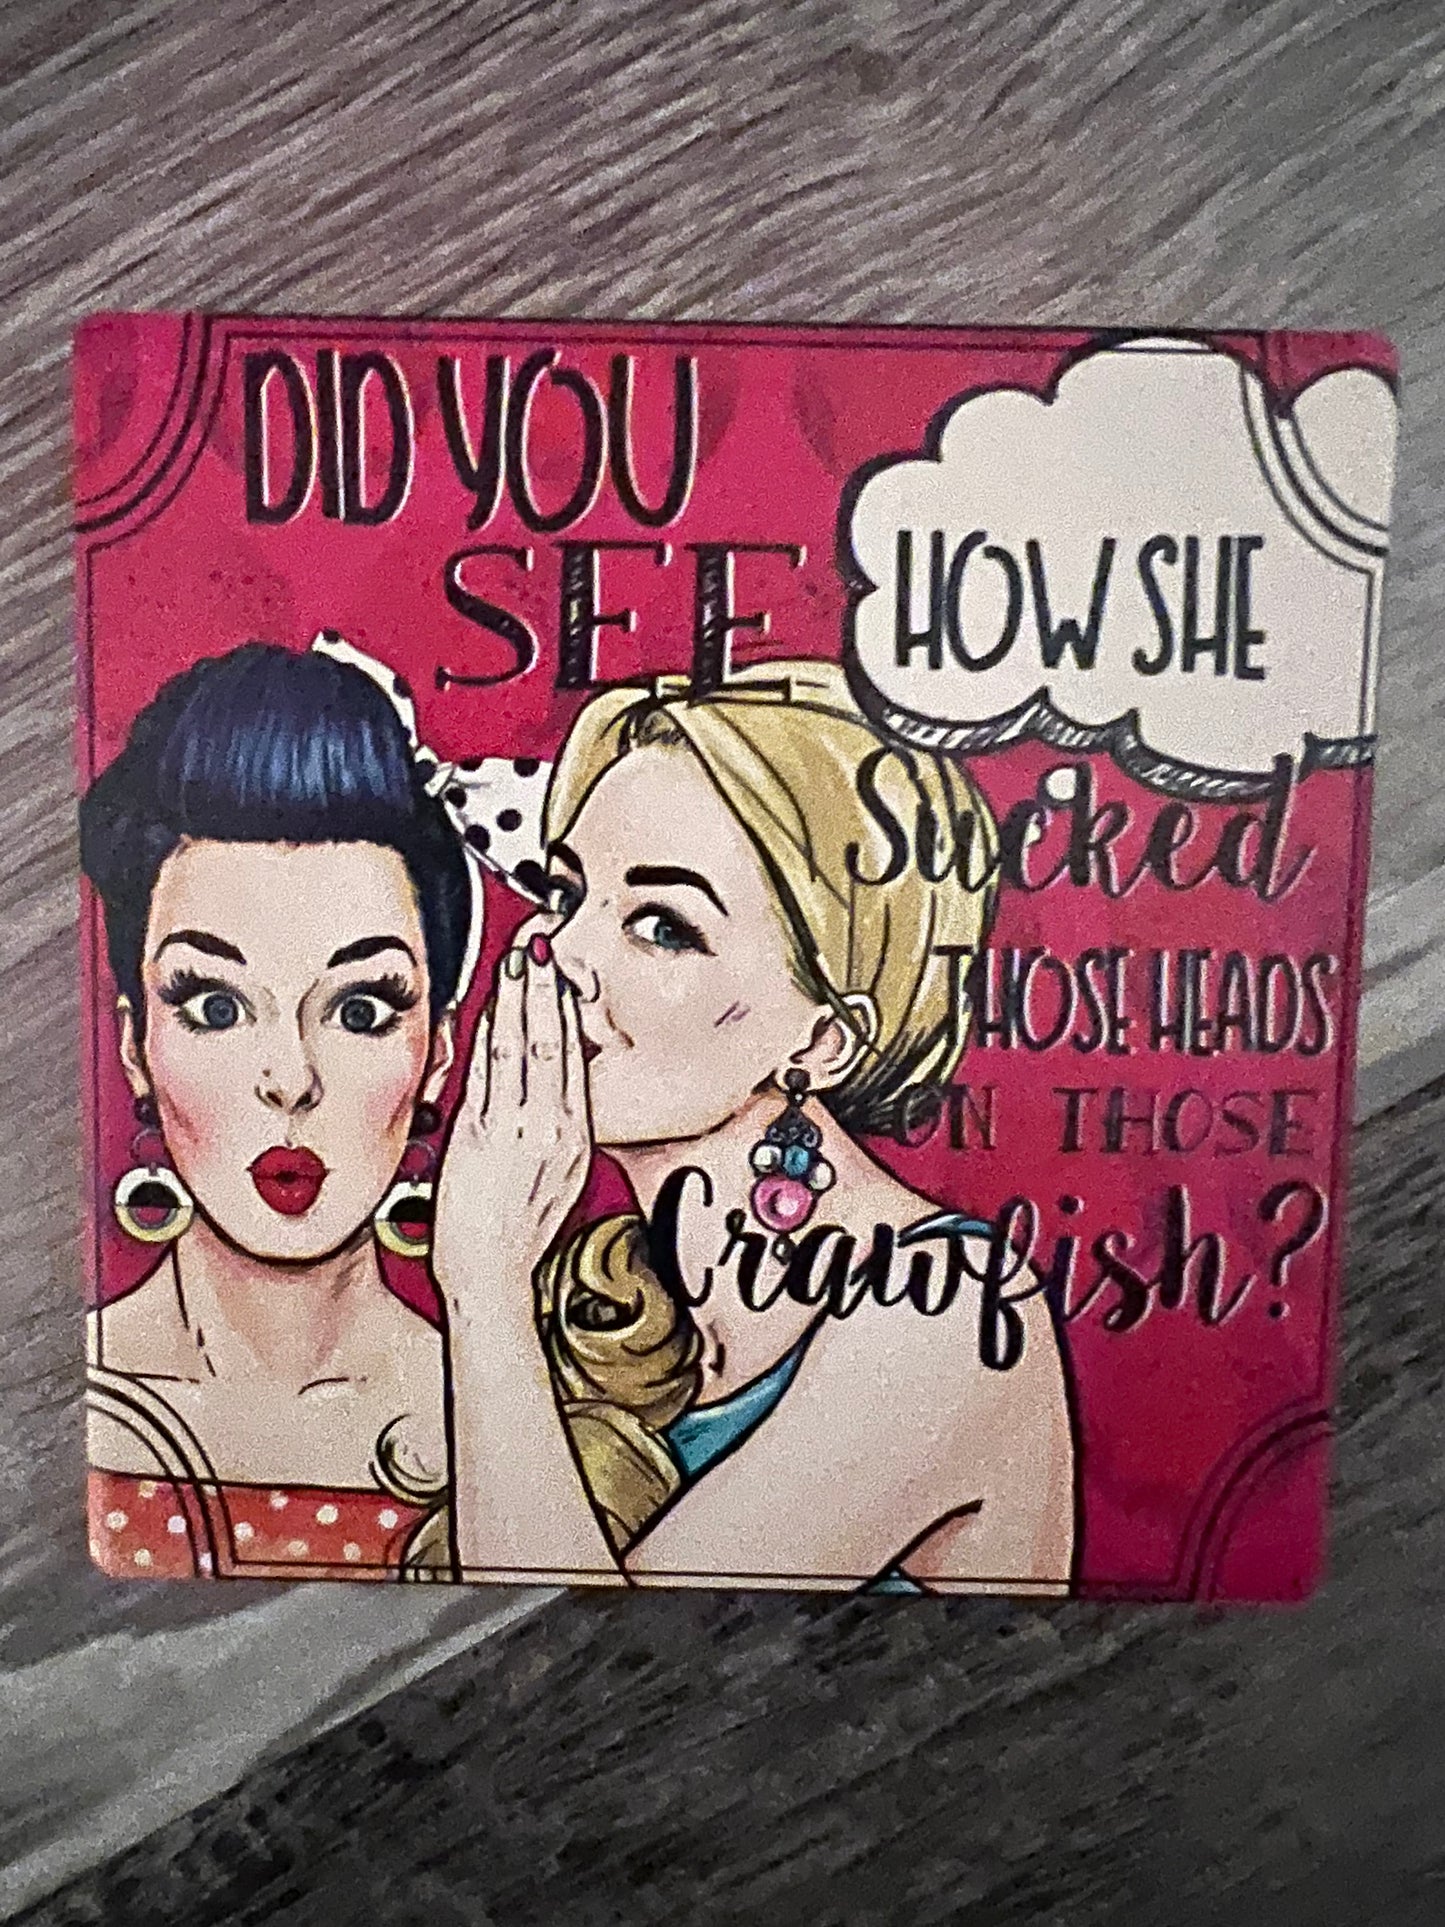 DID YOU
SEE
HOW SHE
Sucked
THOSE HEADS
ON THOSE
Crawfish?